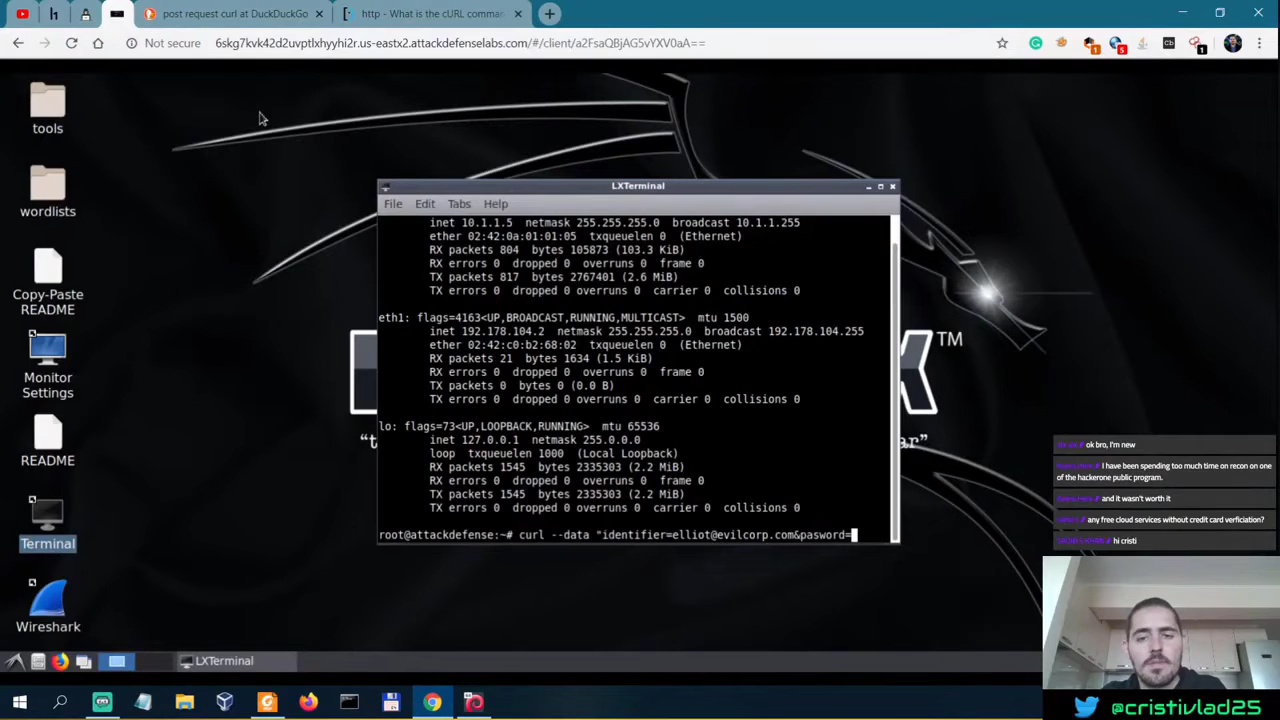 post request curl at DuckDuckGo
http - What is the cURL comman
Not secure
6skg7kvk42d2uvptlxhyyhi2r.us-eastx2.attackdefenselabs.com/#/client/a2FsaQBjAG5vYXV0aA==
1
5
Cb
1
tools
wordlists
Copy-Paste
README
Monitor
Settings
README
Terminal
Wireshark
LXTerminal
File Edit Tabs Help
inet 10.1.1.5 netmask 255.255.255.0 broadcast 10.1.1.255
ether 02:42:0a:01:01:05 txqueuelen 0 (Ethernet)
RX packets 804 bytes 105873 (103.3 KiB)
RX errors 0 dropped 0 overruns 0 frame 0
TX packets 817 bytes 2767401 (2.6 MiB)
TX errors 0 dropped 0 overruns 0 carrier 0 collisions 0
eth1: flags=4163<UP,BROADCAST,RUNNING,MULTICAST> mtu 1500
inet 192.178.104.2 netmask 255.255.255.0 broadcast 192.178.104.255
ether 02:42:c0:b2:68:02 txqueuelen 0 (Ethernet)
RX packets 21 bytes 1634 (1.5 KiB)
RX errors 0 dropped 0 overruns 0 frame 0
TX packets 0 bytes 0 (0.0 B)
TX errors 0 dropped 0 overruns 0 carrier 0 collisions 0
lo: flags=73<UP,LOOPBACK,RUNNING> mtu 65536
inet 127.0.0.1 netmask 255.0.0.0
loop txqueuelen 1000 (Local Loopback)
RX packets 1545 bytes 2335303 (2.2 MiB)
RX errors 0 dropped 0 overruns 0 frame 0
TX packets 1545 bytes 2335303 (2.2 MiB)
TX errors 0 dropped 0 overruns 0 carrier 0 collisions 0
root@attackdefense:~# curl --data "identifier=elliot@evilcorp.com&pasword=
TM
ok bro, I'm new
I have been spending too much time on recon on one
of the hackerone public program.
and it wasn't worth it
any free cloud services without credit card verficiation?
hi cristi
LXTerminal
@cristivlad25